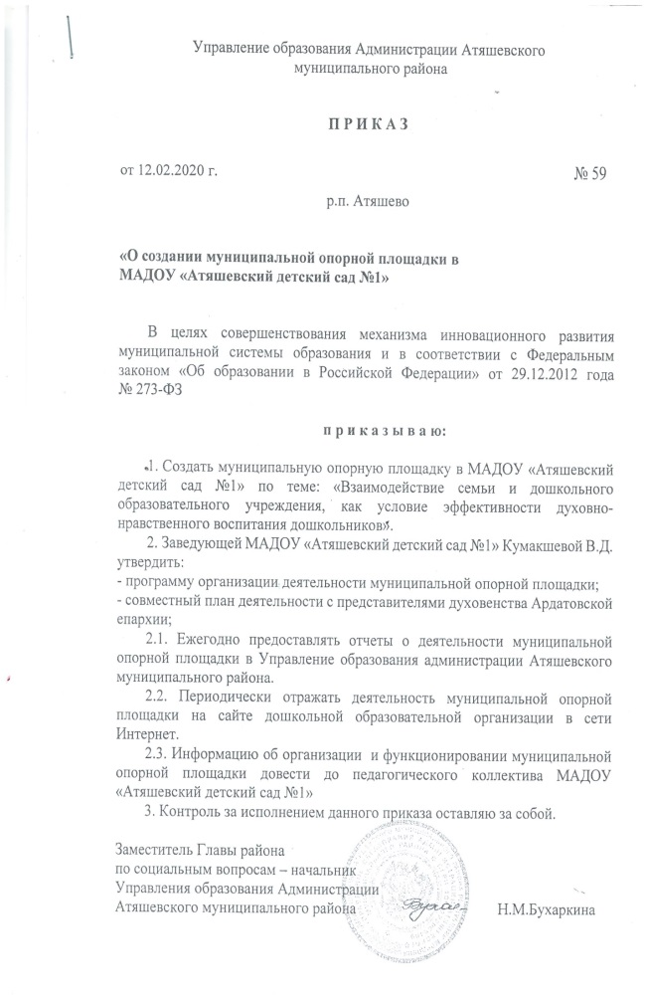 Управление образования Администрации Атяшевского
муниципального района
П Р И К А З
от 12.02.2020 г. № 59
р.п. Атяшево
«О создании муниципальной опорной площадки в
МАДОУ «Атяшевский детский сад №1»
В целях совершенствования механизма инновационного развития
муниципальной системы образования и в соответствии с Федеральным
законом «Об образовании в Российской Федерации» от 29.12.2012 года
№ 273-ФЗ
п р и к а з ы в а ю:
1. Создать муниципальную опорную площадку в МАДОУ «Атяшевский
детский сад №1» по теме: «Взаимодействие семьи и дошкольного
образовательного учреждения, как условие эффективности духовно-
нравственного воспитания дошкольников».
2. Заведующей МАДОУ «Атяшевский детский сад №1» Кумакшевой В.Д.
утвердить:
- программу организации деятельности муниципальной опорной площадки;
- совместный план деятельности с представителями духовенства Ардатовской
епархии;
2.1. Ежегодно предоставлять отчеты о деятельности муниципальной
опорной площадки в Управление образования администрации Атяшевского
муниципального района.
2.2. Периодически отражать деятельность муниципальной опорной
площадки на сайте дошкольной образовательной организации в сети
Интернет.
2.3. Информацию об организации и функционировании муниципальной
опорной площадки довести до педагогического коллектива МАДОУ
«Атяшевский детский сад №1»
3. Контроль за исполнением данного приказа оставляю за собой.
Заместитель Главы района
по социальным вопросам – начальник
Управления образования Администрации
Атяшевского муниципального района Н.М.Бухаркина